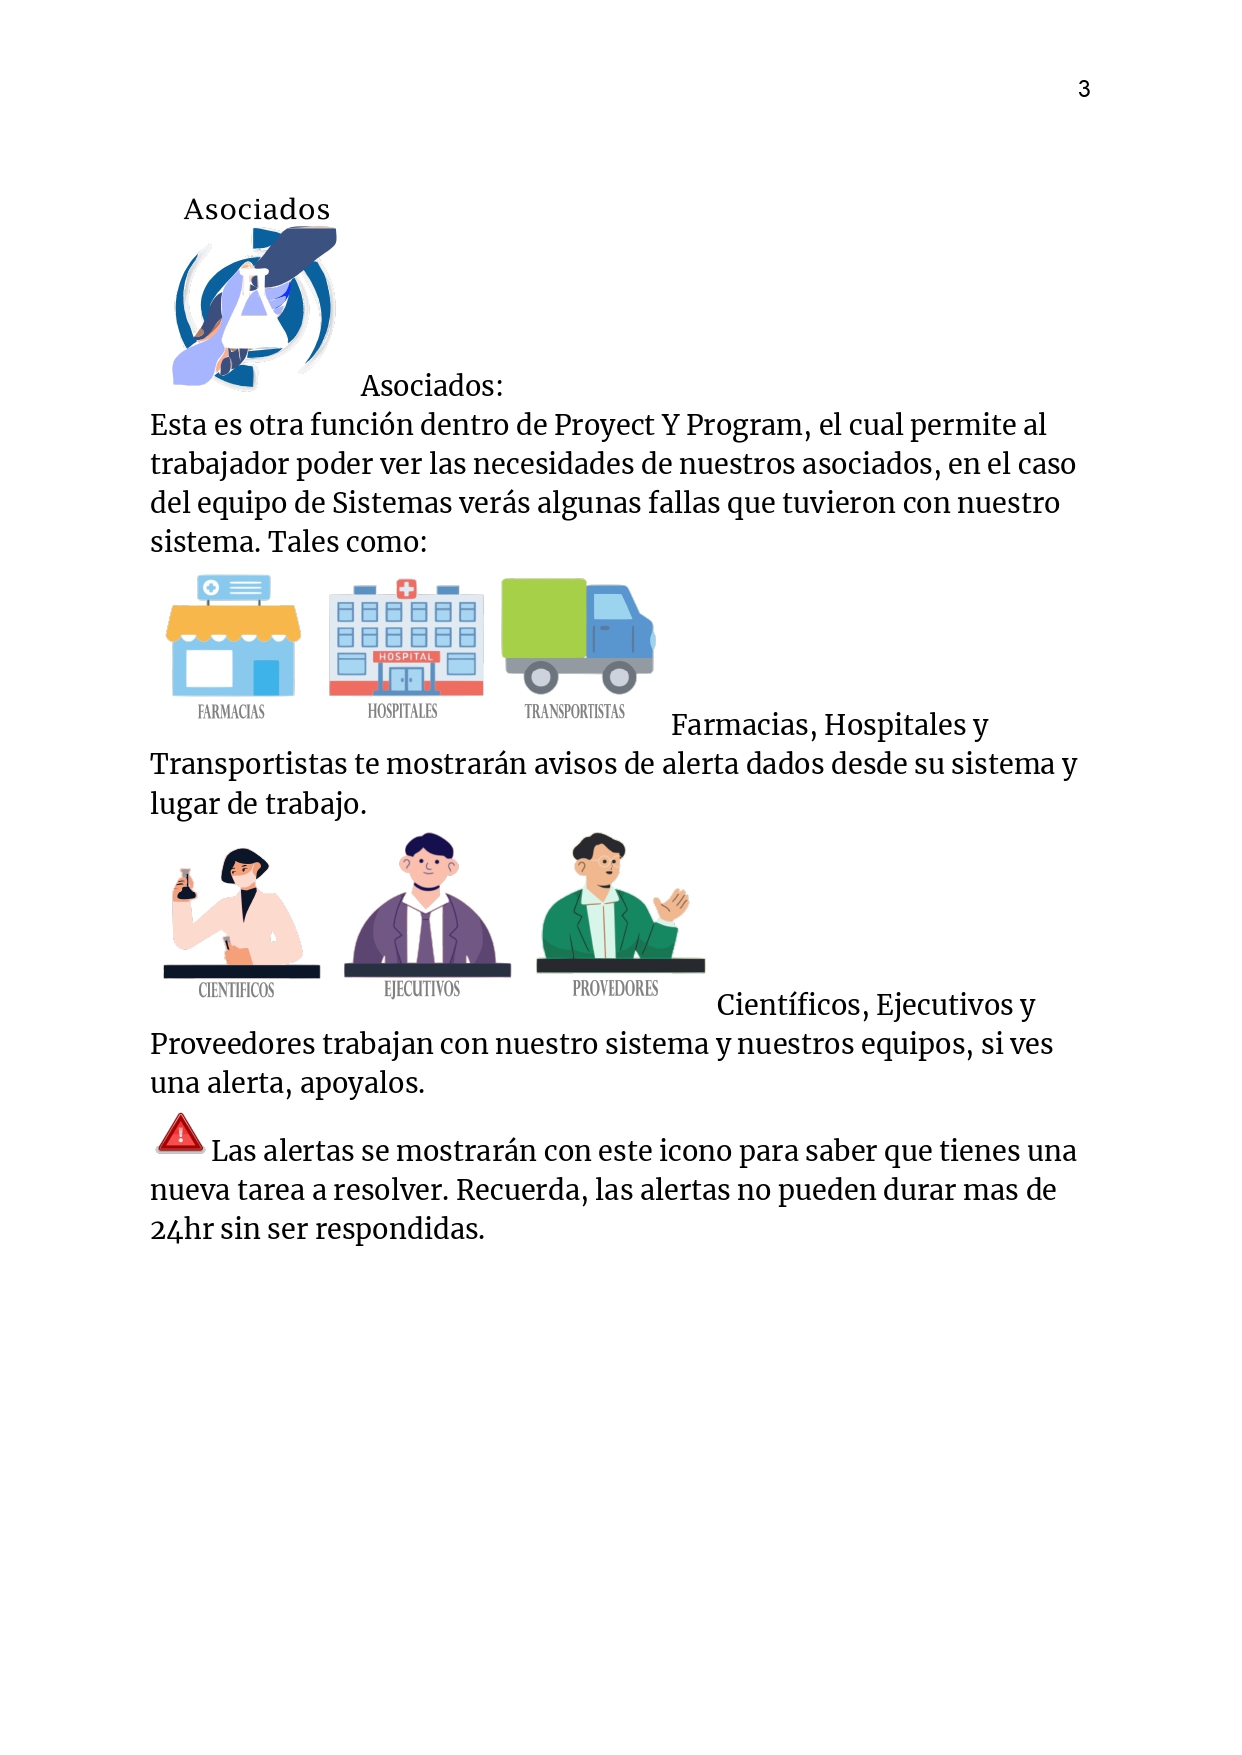 3
Asociados
Asociados:
Esta es otra función dentro de Proyect Y Program, el cual permite al
trabajador poder ver las necesidades de nuestros asociados, en el caso
del equipo de Sistemas verás algunas fallas que tuvieron con nuestro
sistema. Tales como:
HOSPITAL
FARMACIAS HOSPITALES TRANSPORTISTAS
Farmacias, Hospitales y
Transportistas te mostrarán avisos de alerta dados desde su sistema y
lugar de trabajo.
CIENTIFICOS EJECUTIVOS PROVEDORES
Científicos, Ejecutivos y
Proveedores trabajan con nuestro sistema y nuestros equipos, si ves
una alerta, apoyalos.
Las alertas se mostrarán con este icono para saber que tienes una
nueva tarea a resolver. Recuerda, las alertas no pueden durar mas de
24hr sin ser respondidas.